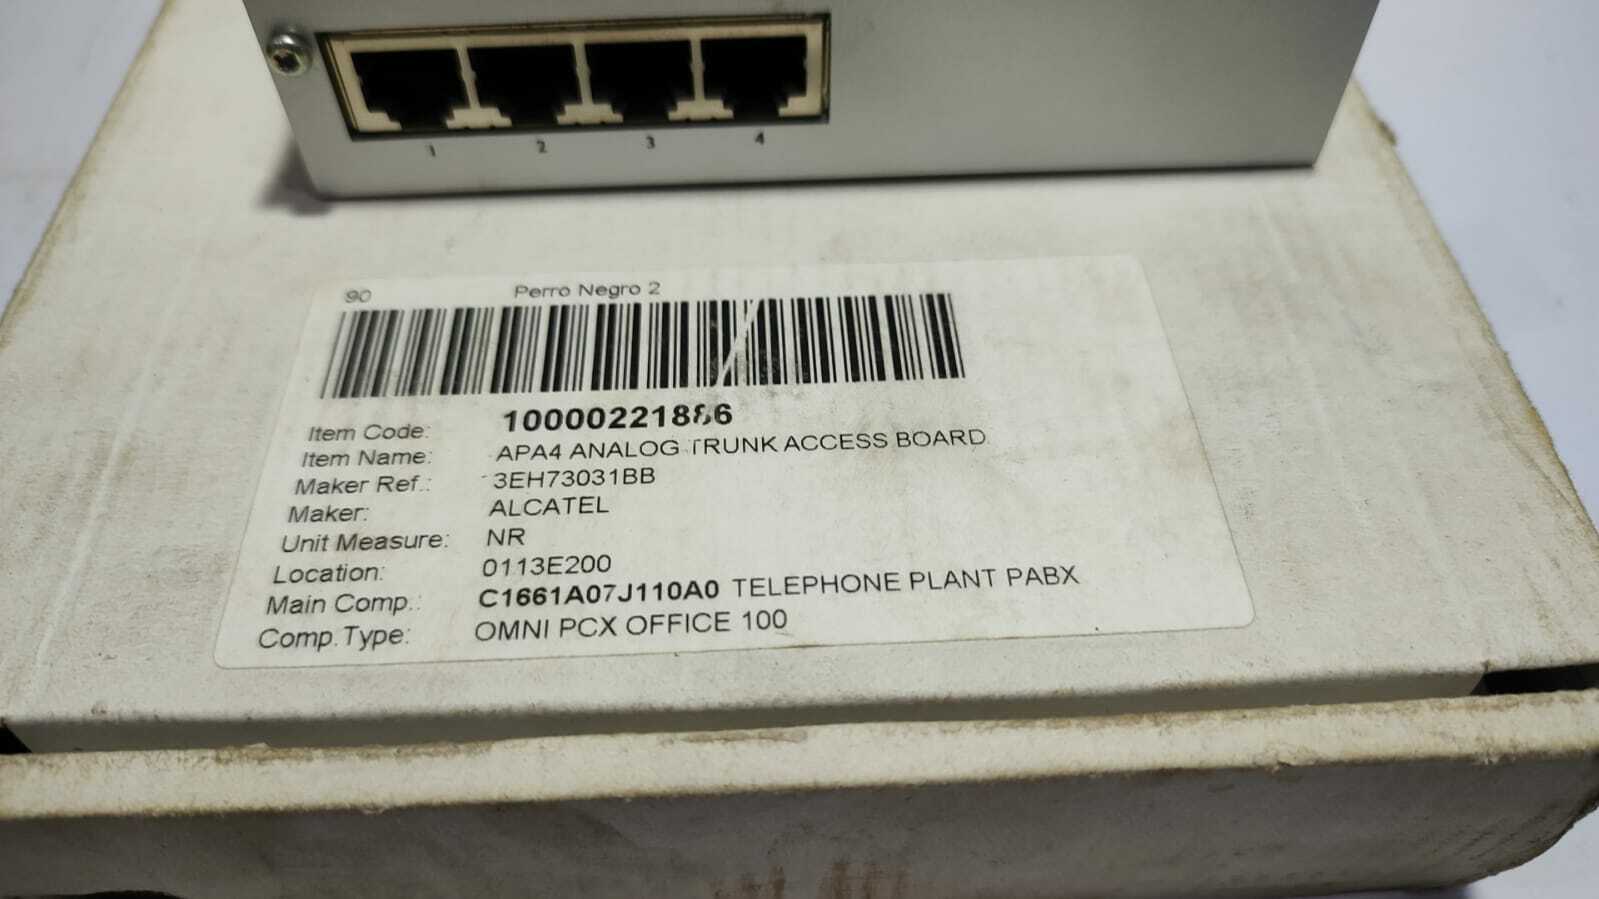 1 2 3 4
90 Perro Negro 2
Item Code: 10000221886
Item Name: APA4 ANALOG TRUNK ACCESS BOARD
Maker Ref.: 3EH73031BB
Maker: ALCATEL
Unit Measure: NR
Location: 0113E200
Main Comp.: C1661A07J110A0 TELEPHONE PLANT PABX
Comp.Type: OMNI PCX OFFICE 100